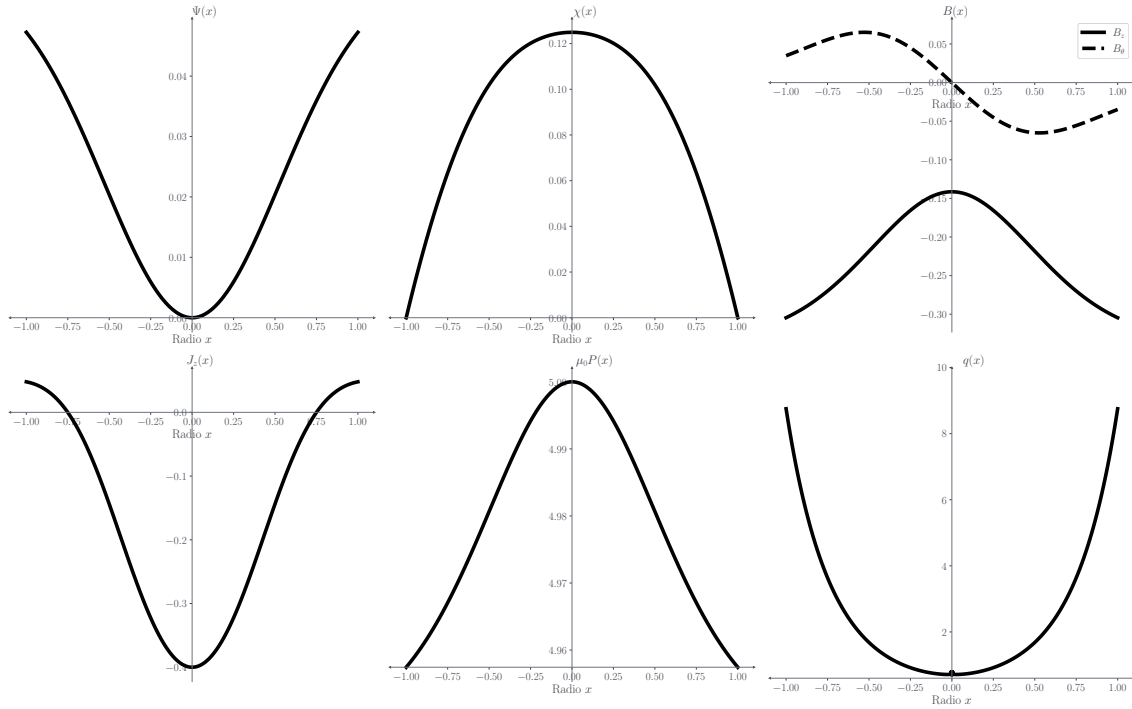 Ψ(x)
0.04
0.03
0.02
0.01
0.00
−1.00 −0.75 −0.50 −0.25 0.00 0.25 0.50 0.75 1.00
Radio x
χ(x)
0.12
0.10
0.08
0.06
0.04
0.02
0.00
−1.00 −0.75 −0.50 −0.25 0.00 0.25 0.50 0.75 1.00
Radio x
B(x)
B_z
B_θ
0.05
0.00
−1.00 −0.75 −0.50 −0.25 0.00 0.25 0.50 0.75 1.00
Radio x
−0.05
−0.10
−0.15
−0.20
−0.25
−0.30
J_z(x)
0.0
−1.00 −0.75 −0.50 −0.25 0.00 0.25 0.50 0.75 1.00
Radio x
−0.1
−0.2
−0.3
−0.4
μ₀P(x)
5.00
4.99
4.98
4.97
4.96
−1.00 −0.75 −0.50 −0.25 0.00 0.25 0.50 0.75 1.00
Radio x
q(x)
10
8
6
4
2
−1.00 −0.75 −0.50 −0.25 0.00 0.25 0.50 0.75 1.00
Radio x